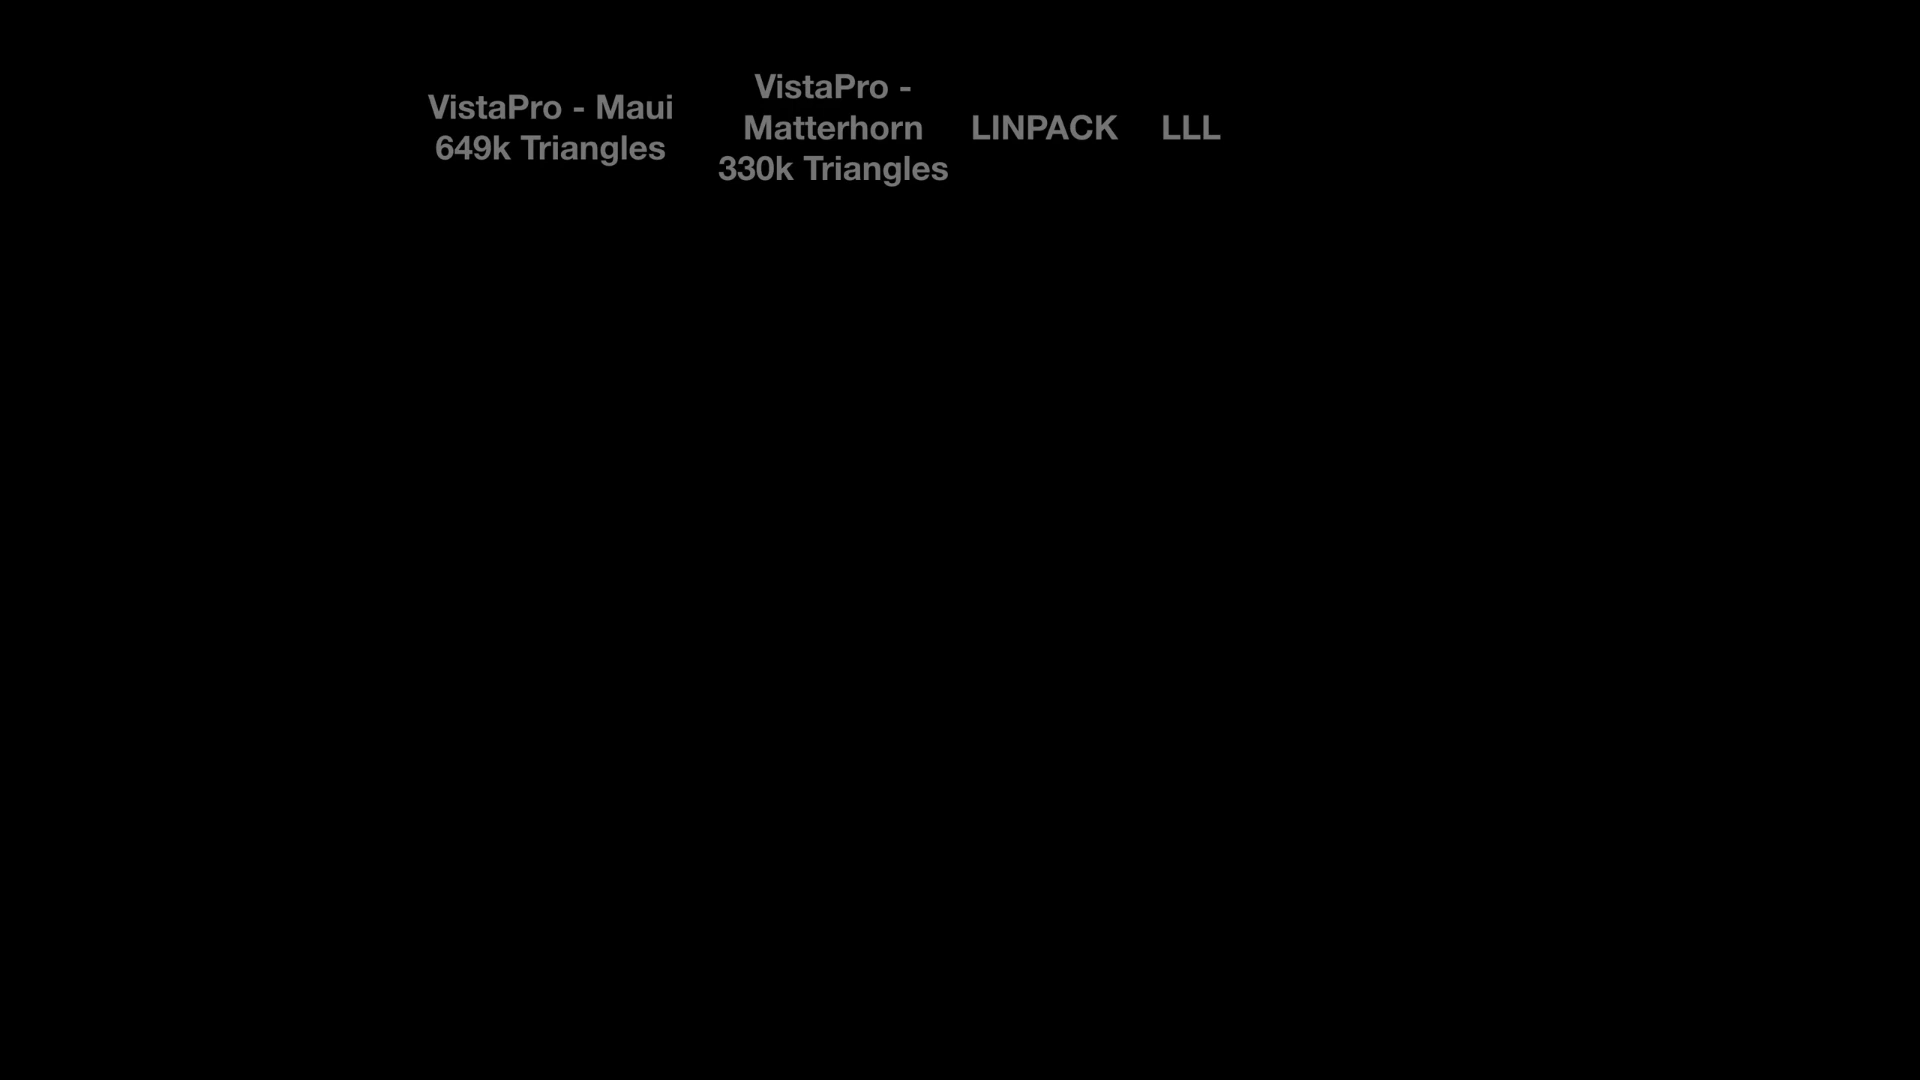 VistaPro - Maui
649k Triangles
VistaPro -
Matterhorn
330k Triangles
LINPACK
LLL